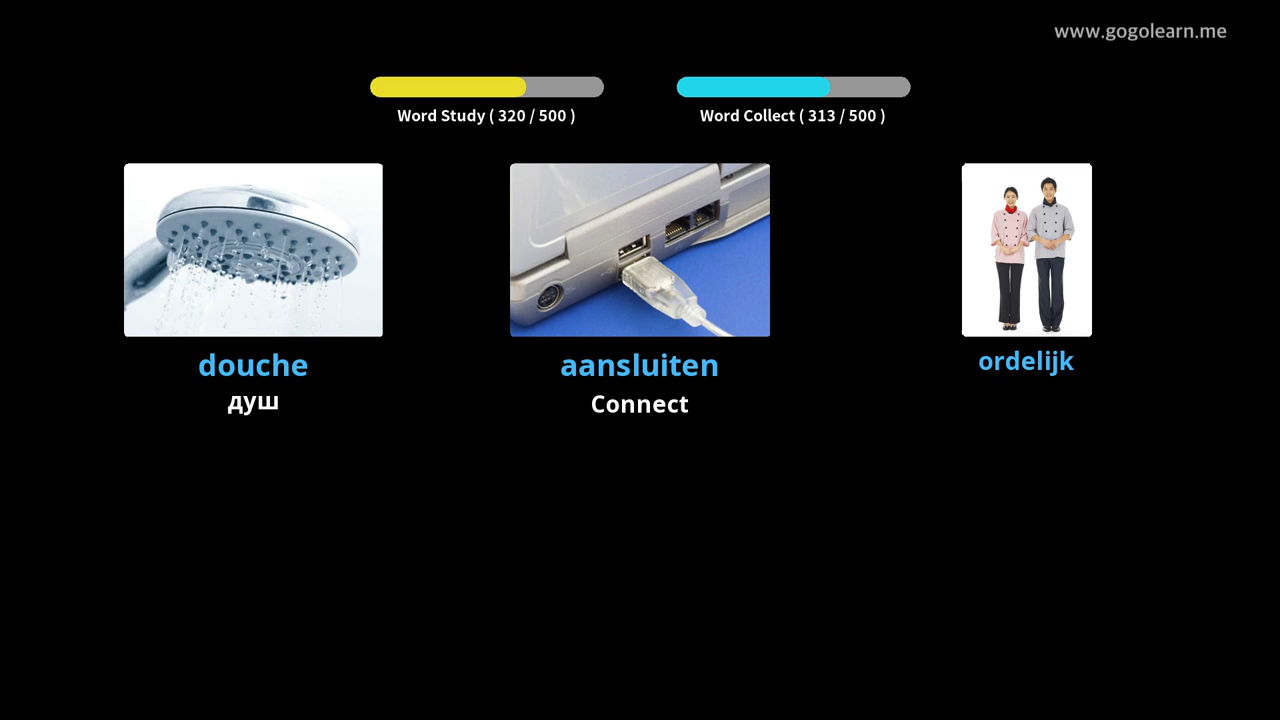 www.gogolearn.me
Word Study ( 320 / 500 )
Word Collect ( 313 / 500 )
douche
душ
aansluiten
Connect
ordelijk